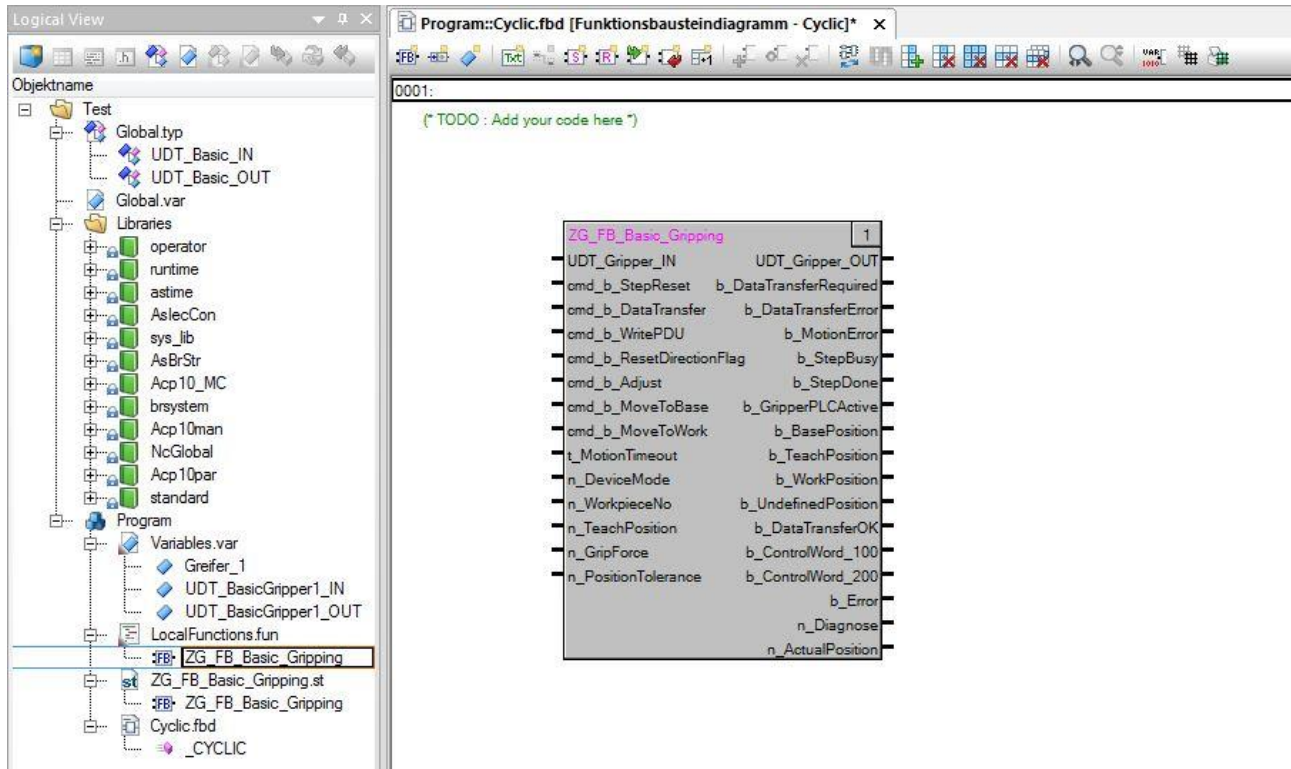 Logical View
Objektname
Test
Global.typ
UDT_Basic_IN
UDT_Basic_OUT
Global.var
Libraries
operator
runtime
astime
AsIecCon
sys_lib
AsBrStr
Acp10_MC
brsystem
Acp10man
NcGlobal
Acp10par
standard
Program
Variables.var
Greifer_1
UDT_BasicGripper1_IN
UDT_BasicGripper1_OUT
LocalFunctions.fun
FB ZG_FB_Basic_Gripping
st ZG_FB_Basic_Gripping.st
FB ZG_FB_Basic_Gripping
Cyclic.fbd
_CYCLIC
Program::Cyclic.fbd [Funktionsbausteindiagramm - Cyclic]*
0001:
(* TODO : Add your code here *)
ZG_FB_Basic_Gripping 1
UDT_Gripper_IN UDT_Gripper_OUT
cmd_b_StepReset b_DataTransferRequired
cmd_b_DataTransfer b_DataTransferError
cmd_b_WritePDU b_MotionError
cmd_b_ResetDirectionFlag b_StepBusy
cmd_b_Adjust b_StepDone
cmd_b_MoveToBase b_GripperPLCActive
cmd_b_MoveToWork b_BasePosition
t_MotionTimeout b_TeachPosition
n_DeviceMode b_WorkPosition
n_WorkpieceNo b_UndefinedPosition
n_TeachPosition b_DataTransferOK
n_GripForce b_ControlWord_100
n_PositionTolerance b_ControlWord_200
b_Error
n_Diagnose
n_ActualPosition